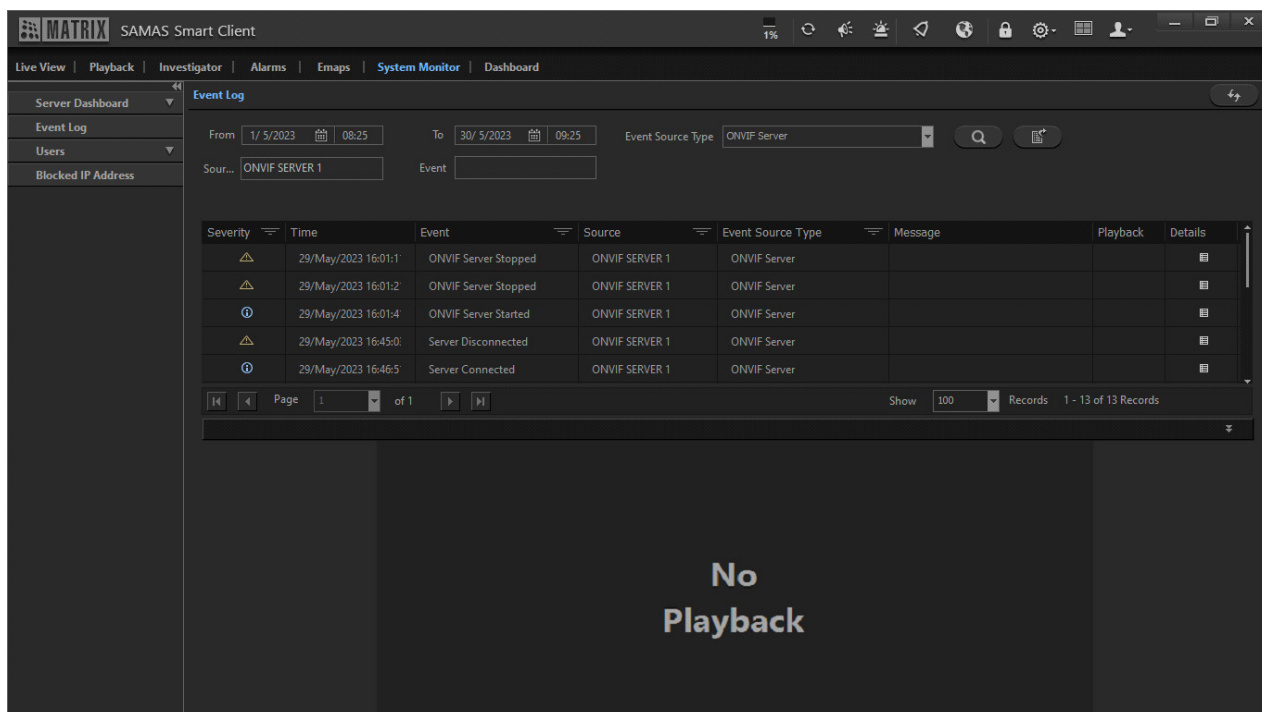 MATRIX SAMAS Smart Client 1%
Live View | Playback | Investigator | Alarms | Emaps | System Monitor | Dashboard
Server Dashboard
Event Log
Users
Blocked IP Address
Event Log
From 1/ 5/2023 08:25 To 30/ 5/2023 09:25 Event Source Type ONVIF Server
Sour... ONVIF SERVER 1 Event
Severity Time Event Source Event Source Type Message Playback Details
29/May/2023 16:01:1 ONVIF Server Stopped ONVIF SERVER 1 ONVIF Server
29/May/2023 16:01:2 ONVIF Server Stopped ONVIF SERVER 1 ONVIF Server
29/May/2023 16:01:4 ONVIF Server Started ONVIF SERVER 1 ONVIF Server
29/May/2023 16:45:0 Server Disconnected ONVIF SERVER 1 ONVIF Server
29/May/2023 16:46:5 Server Connected ONVIF SERVER 1 ONVIF Server
Page 1 of 1 Show 100 Records 1 - 13 of 13 Records
No
Playback